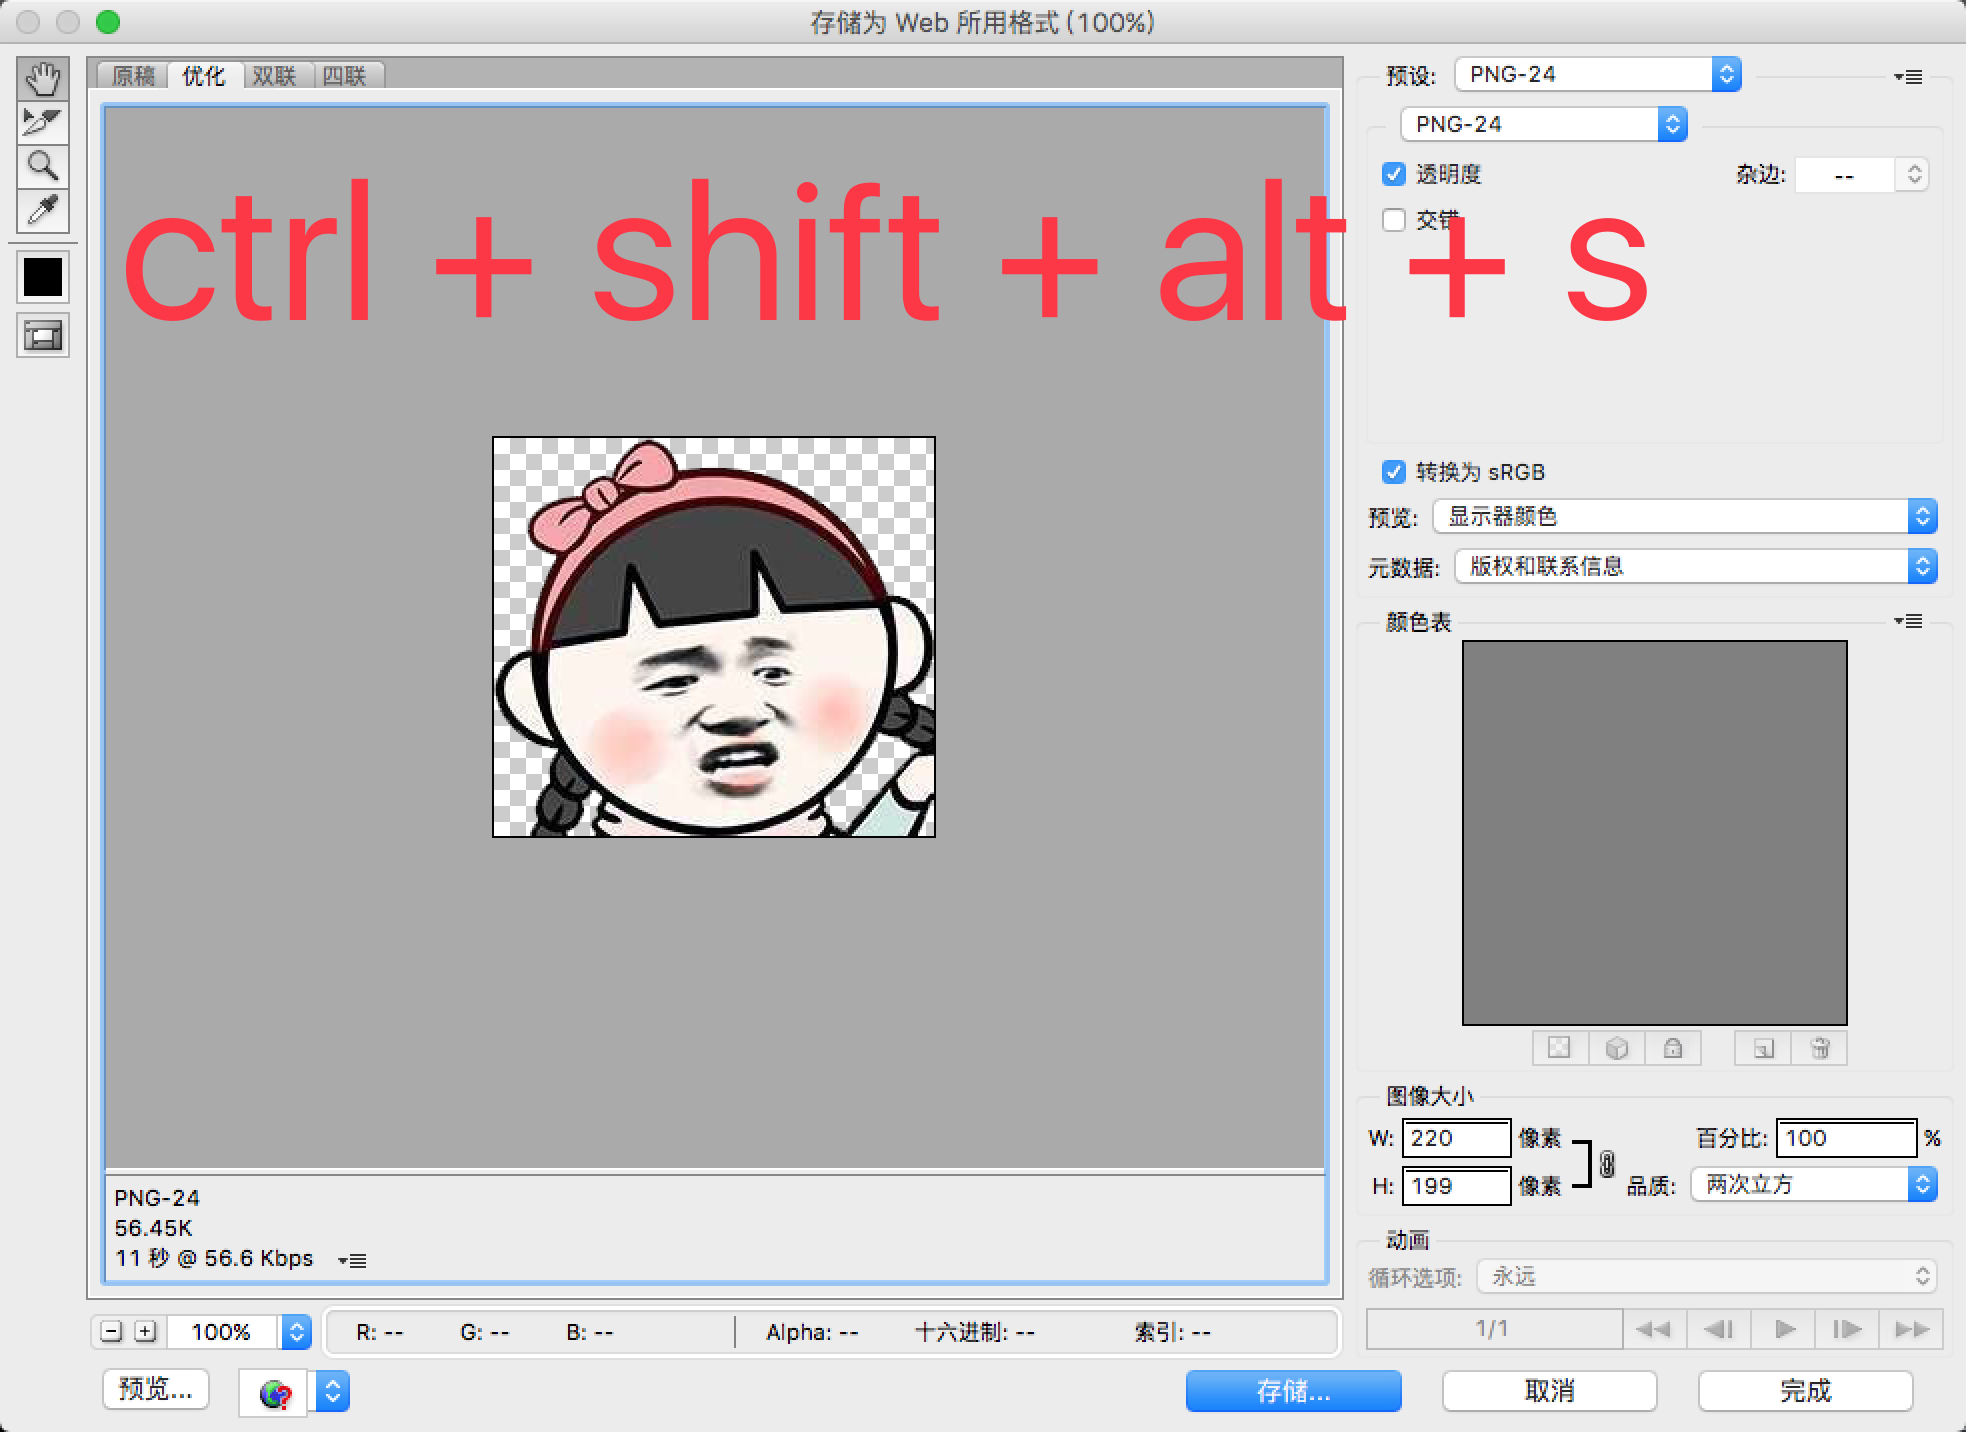 存储为 Web 所用格式 (100%)
原稿 优化 双联 四联
ctrl + shift + alt + s
PNG-24
56.45K
11 秒 @ 56.6 Kbps
100% R: -- G: -- B: -- Alpha: -- 十六进制: -- 索引: --
预览...
预设: PNG-24
PNG-24
透明度 杂边: --
交错
转换为 sRGB
预览: 显示器颜色
元数据: 版权和联系信息
颜色表
图像大小
W: 220 像素 百分比: 100 %
H: 199 像素 品质: 两次立方
动画
循环选项: 永远
1/1
存储... 取消 完成